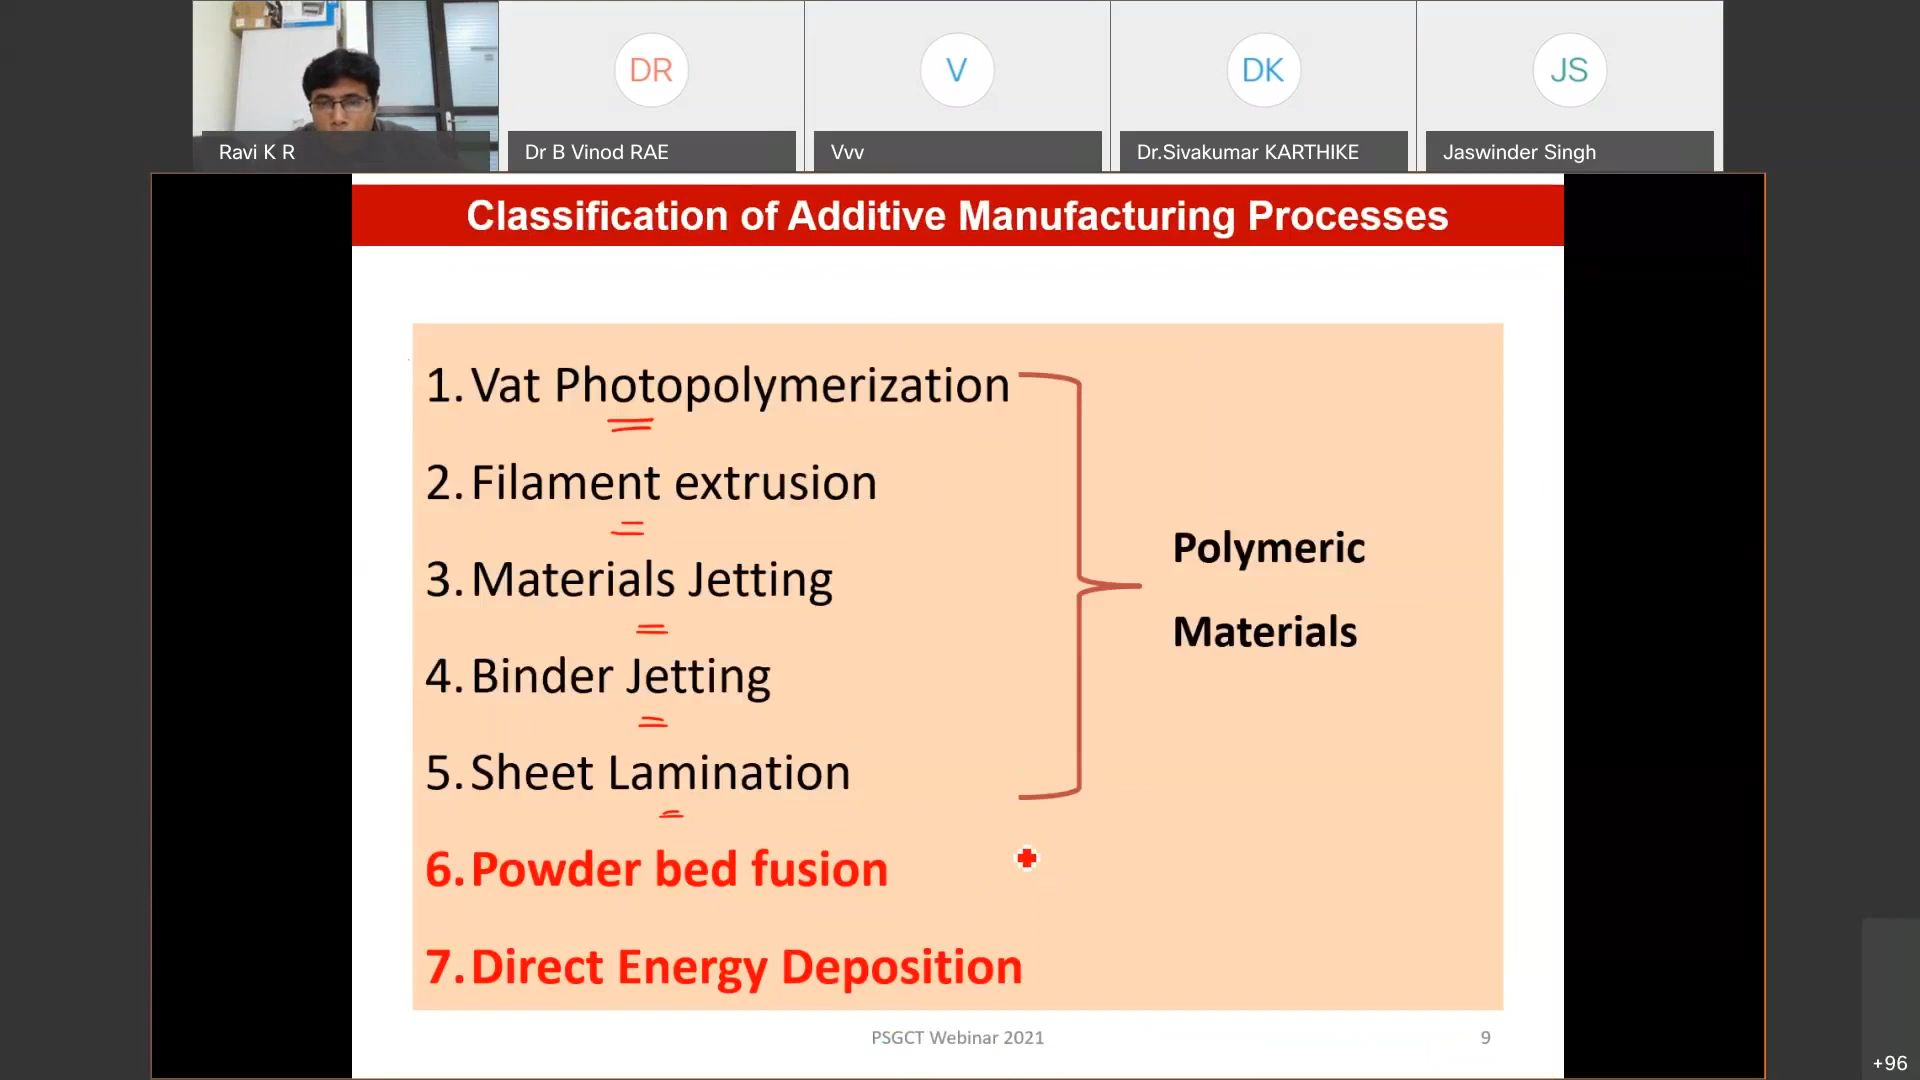 DR
V
DK
JS
Ravi K R
Dr B Vinod RAE
Vvv
Dr.Sivakumar KARTHIKE
Jaswinder Singh
Classification of Additive Manufacturing Processes
1. Vat Photopolymerization
2. Filament extrusion
3. Materials Jetting
4. Binder Jetting
5. Sheet Lamination
6. Powder bed fusion
7. Direct Energy Deposition
Polymeric
Materials
PSGCT Webinar 2021
9
+96